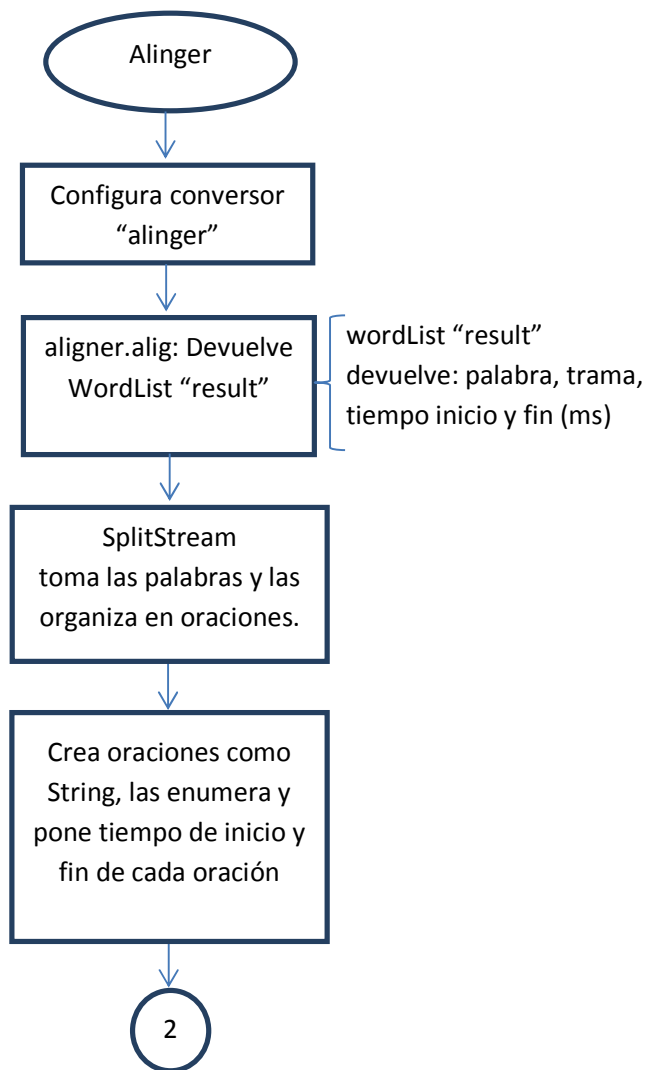 Alinger
Configura conversor
“alinger”
aligner.alig: Devuelve
WordList “result”
wordList “result”
devuelve: palabra, trama,
tiempo inicio y fin (ms)
SplitStream
toma las palabras y las
organiza en oraciones.
Crea oraciones como
String, las enumera y
pone tiempo de inicio y
fin de cada oración
2